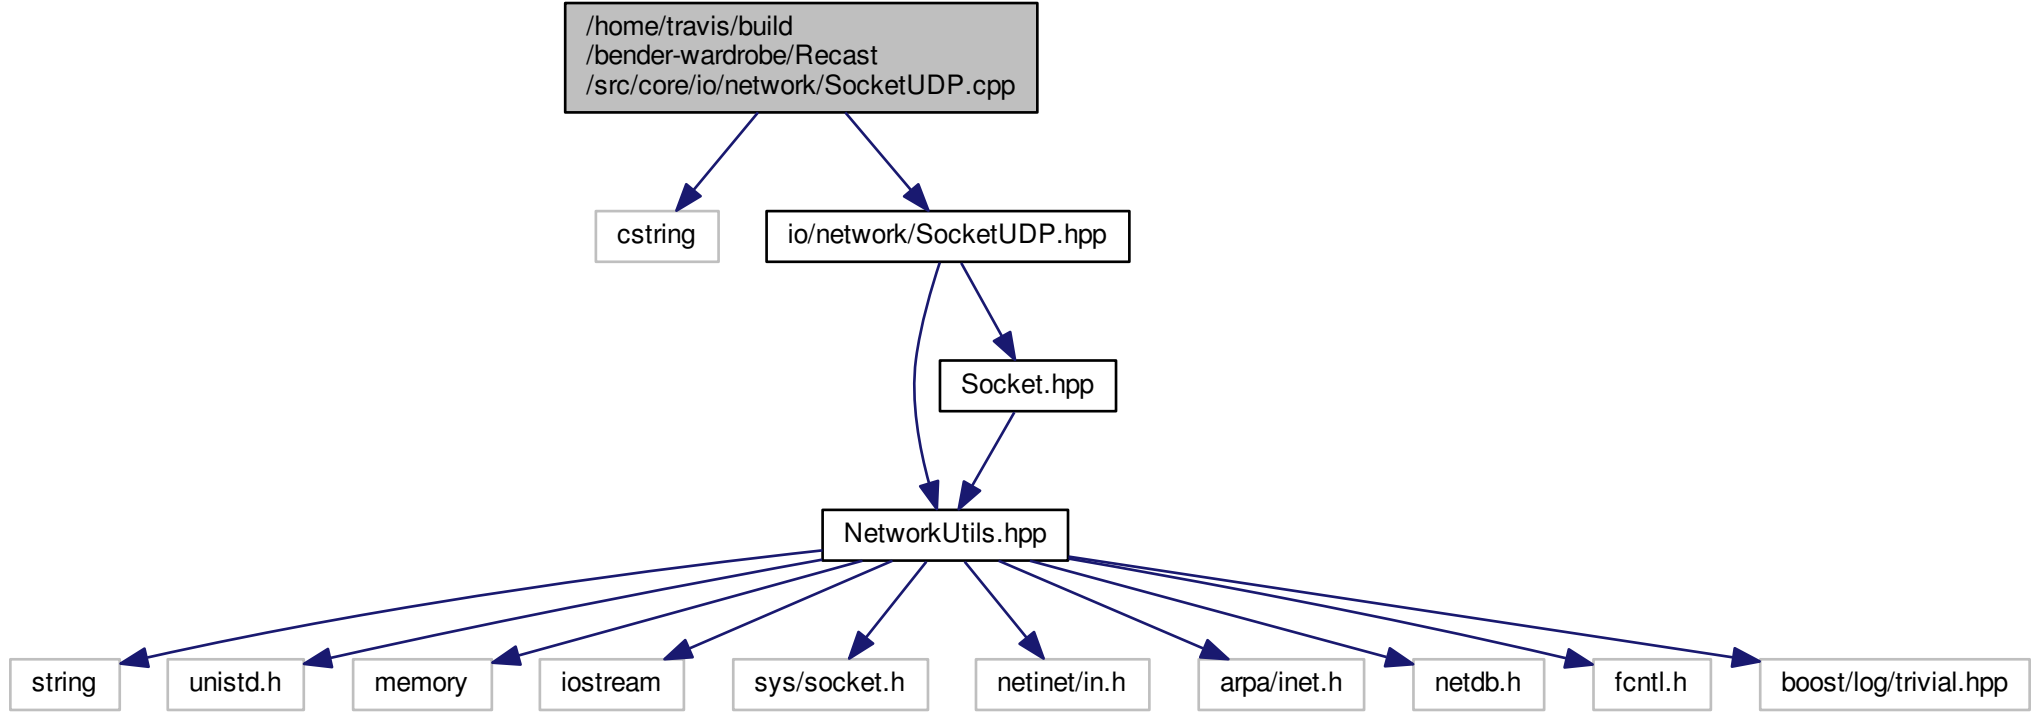 /home/travis/build
/bender-wardrobe/Recast
/src/core/io/network/SocketUDP.cpp
cstring
io/network/SocketUDP.hpp
Socket.hpp
NetworkUtils.hpp
string
unistd.h
memory
iostream
sys/socket.h
netinet/in.h
arpa/inet.h
netdb.h
fcntl.h
boost/log/trivial.hpp